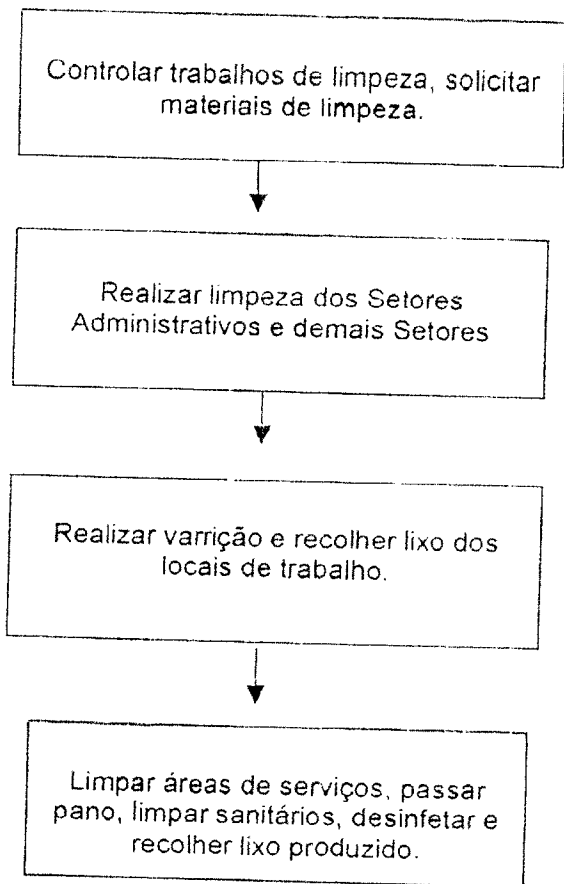 Controlar trabalhos de limpeza, solicitar
materiais de limpeza.
Realizar limpeza dos Setores
Administrativos e demais Setores
Realizar varrição e recolher lixo dos
locais de trabalho.
Limpar áreas de serviços, passar
pano, limpar sanitários, desinfetar e
recolher lixo produzido.